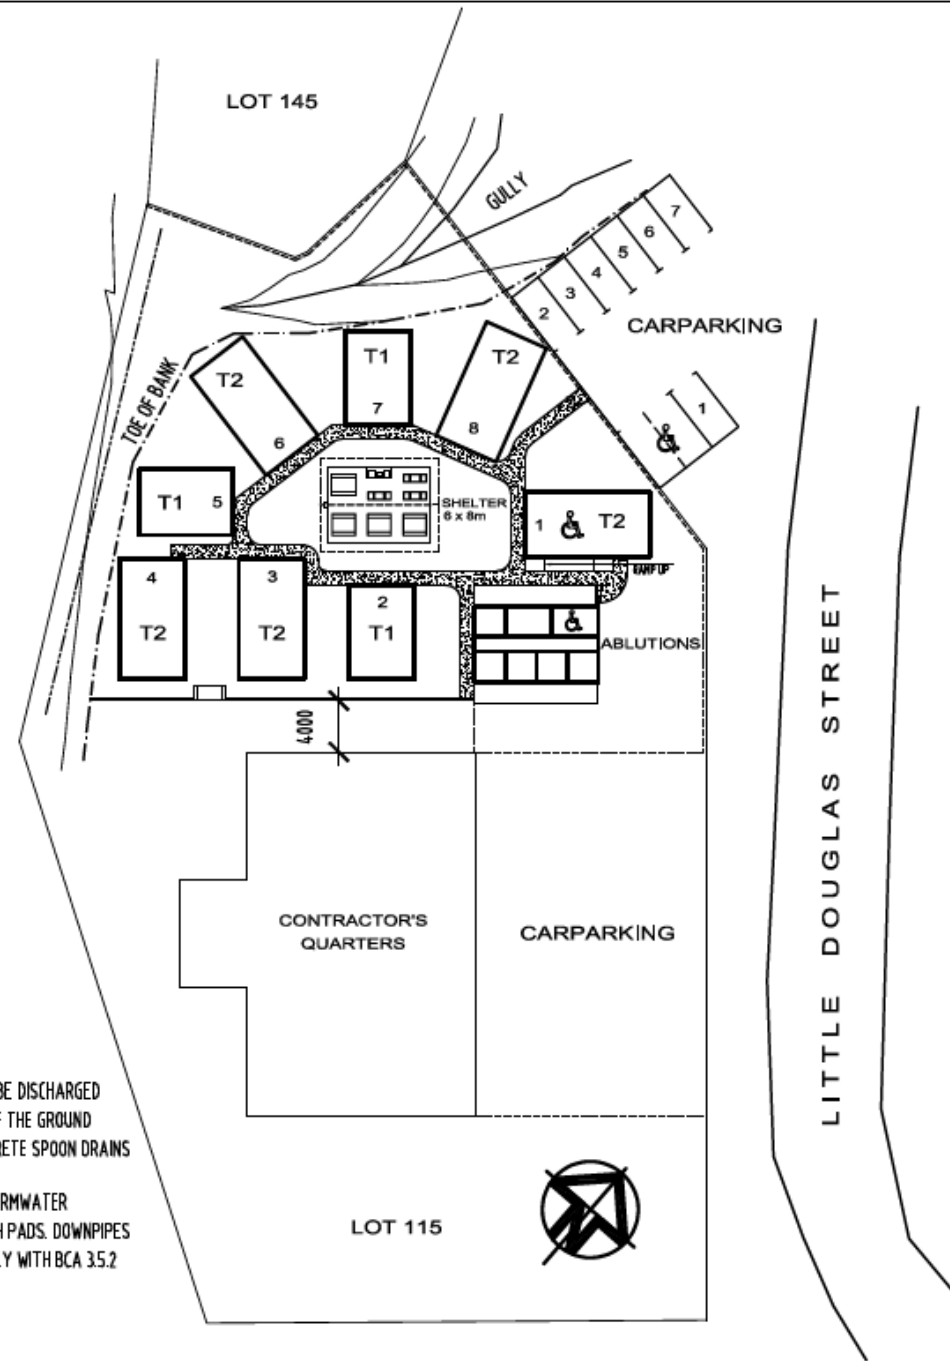 LOT 145
GULLY
7
6
5
4
3
2
CARPARKING
1
TOE OF BANK
T2
6
T1
7
T2
8
T1 5
SHELTER
6 x 8m
1 T2
RAMP UP
4
T2
3
T2
2
T1
ABLUTIONS
4000
LITTLE DOUGLAS STREET
CONTRACTOR'S
QUARTERS
CARPARKING
BE DISCHARGED
THE GROUND
SPOON DRAINS
PADS. DOWNPIPES
WITH BCA 3.5.2
LOT 115